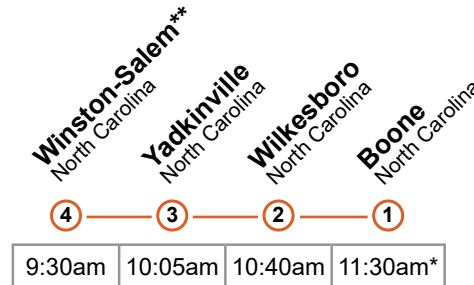 Winston-Salem**
North Carolina
Yadkinville
North Carolina
Wilkesboro
North Carolina
Boone
North Carolina
4 3 2 1
9:30am 10:05am 10:40am 11:30am*